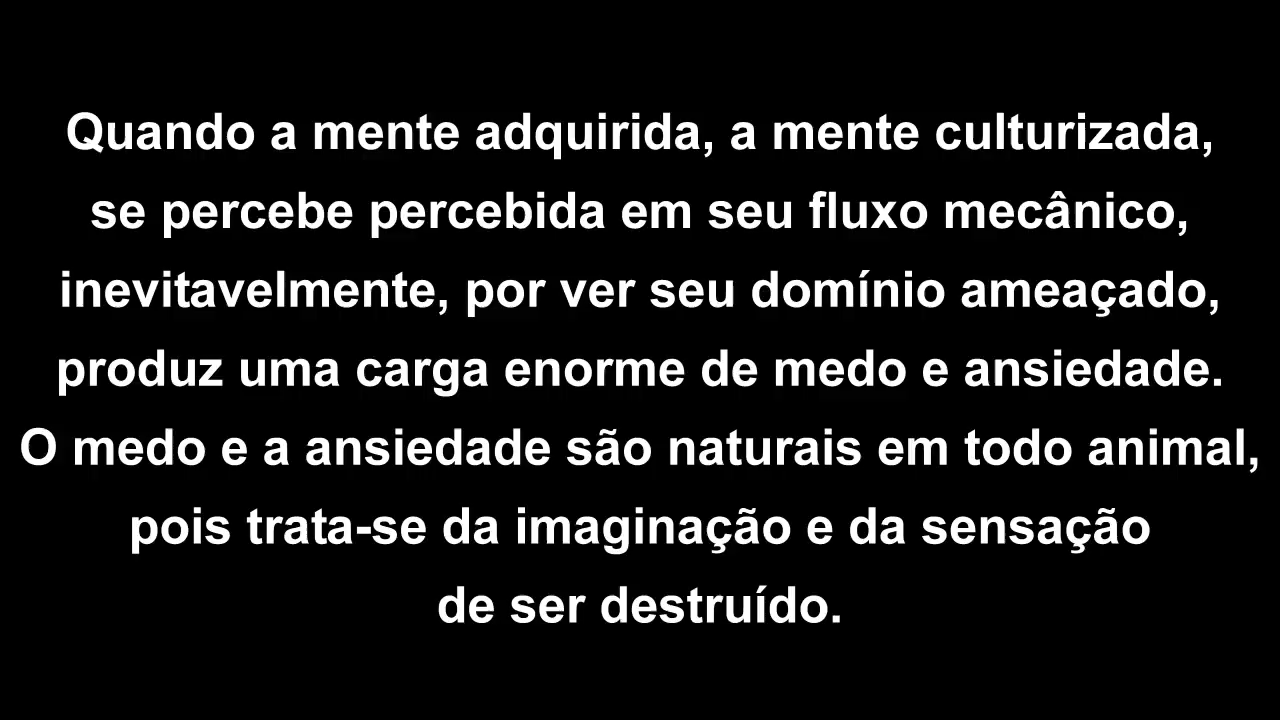 Quando a mente adquirida, a mente culturizada,
se percebe percebida em seu fluxo mecânico,
inevitavelmente, por ver seu domínio ameaçado,
produz uma carga enorme de medo e ansiedade.
O medo e a ansiedade são naturais em todo animal,
pois trata-se da imaginação e da sensação
de ser destruído.